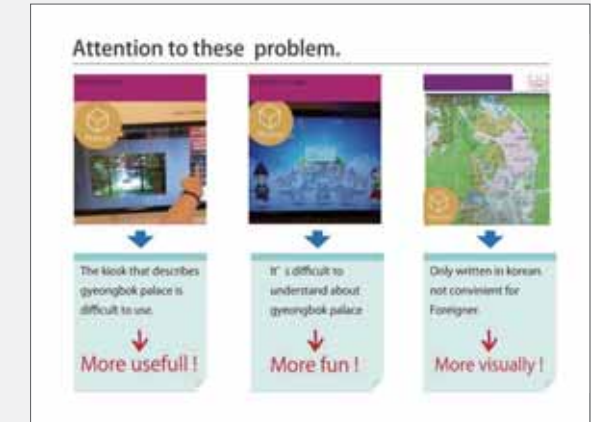 Attention to these problem.
The kiosk that describes
gyeongbok palace is
difficult to use.
More usefull !
It's difficult to
understand about
gyeongbok palace
More fun !
Only written in korean
not convinient for
Foreigner.
More visually !